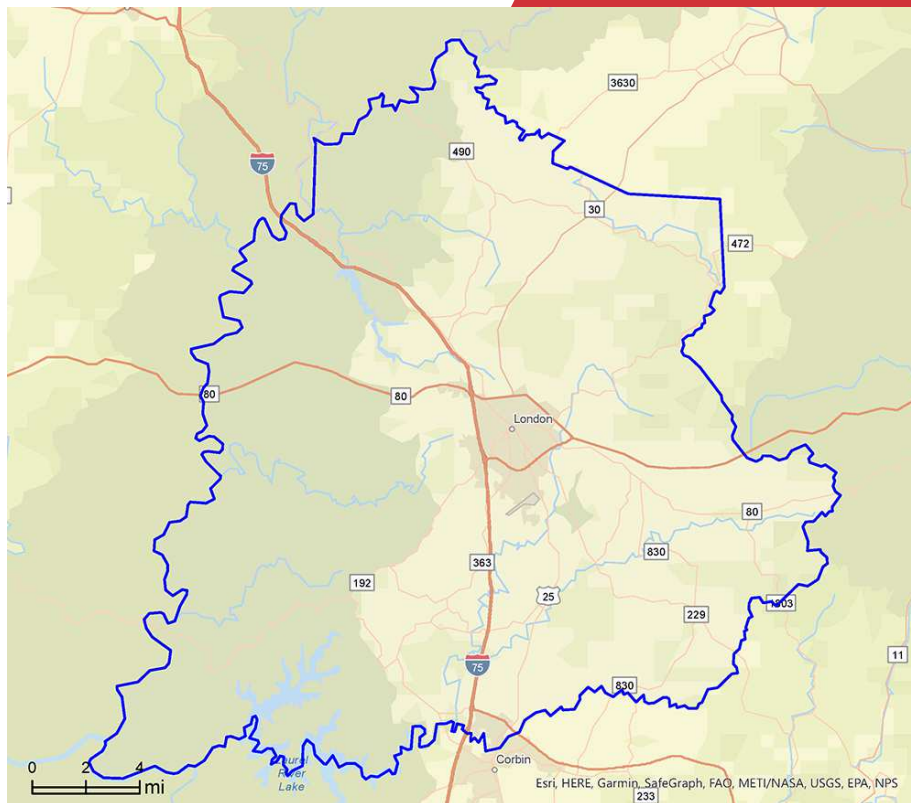 3630
490
75
30
472
80
80
London
80
363
830
192
25
1803
229
11
75
830
Laurel
River
Lake
Corbin
0 2 4
mi
233
Esri, HERE, Garmin, SafeGraph, FAO, METI/NASA, USGS, EPA, NPS